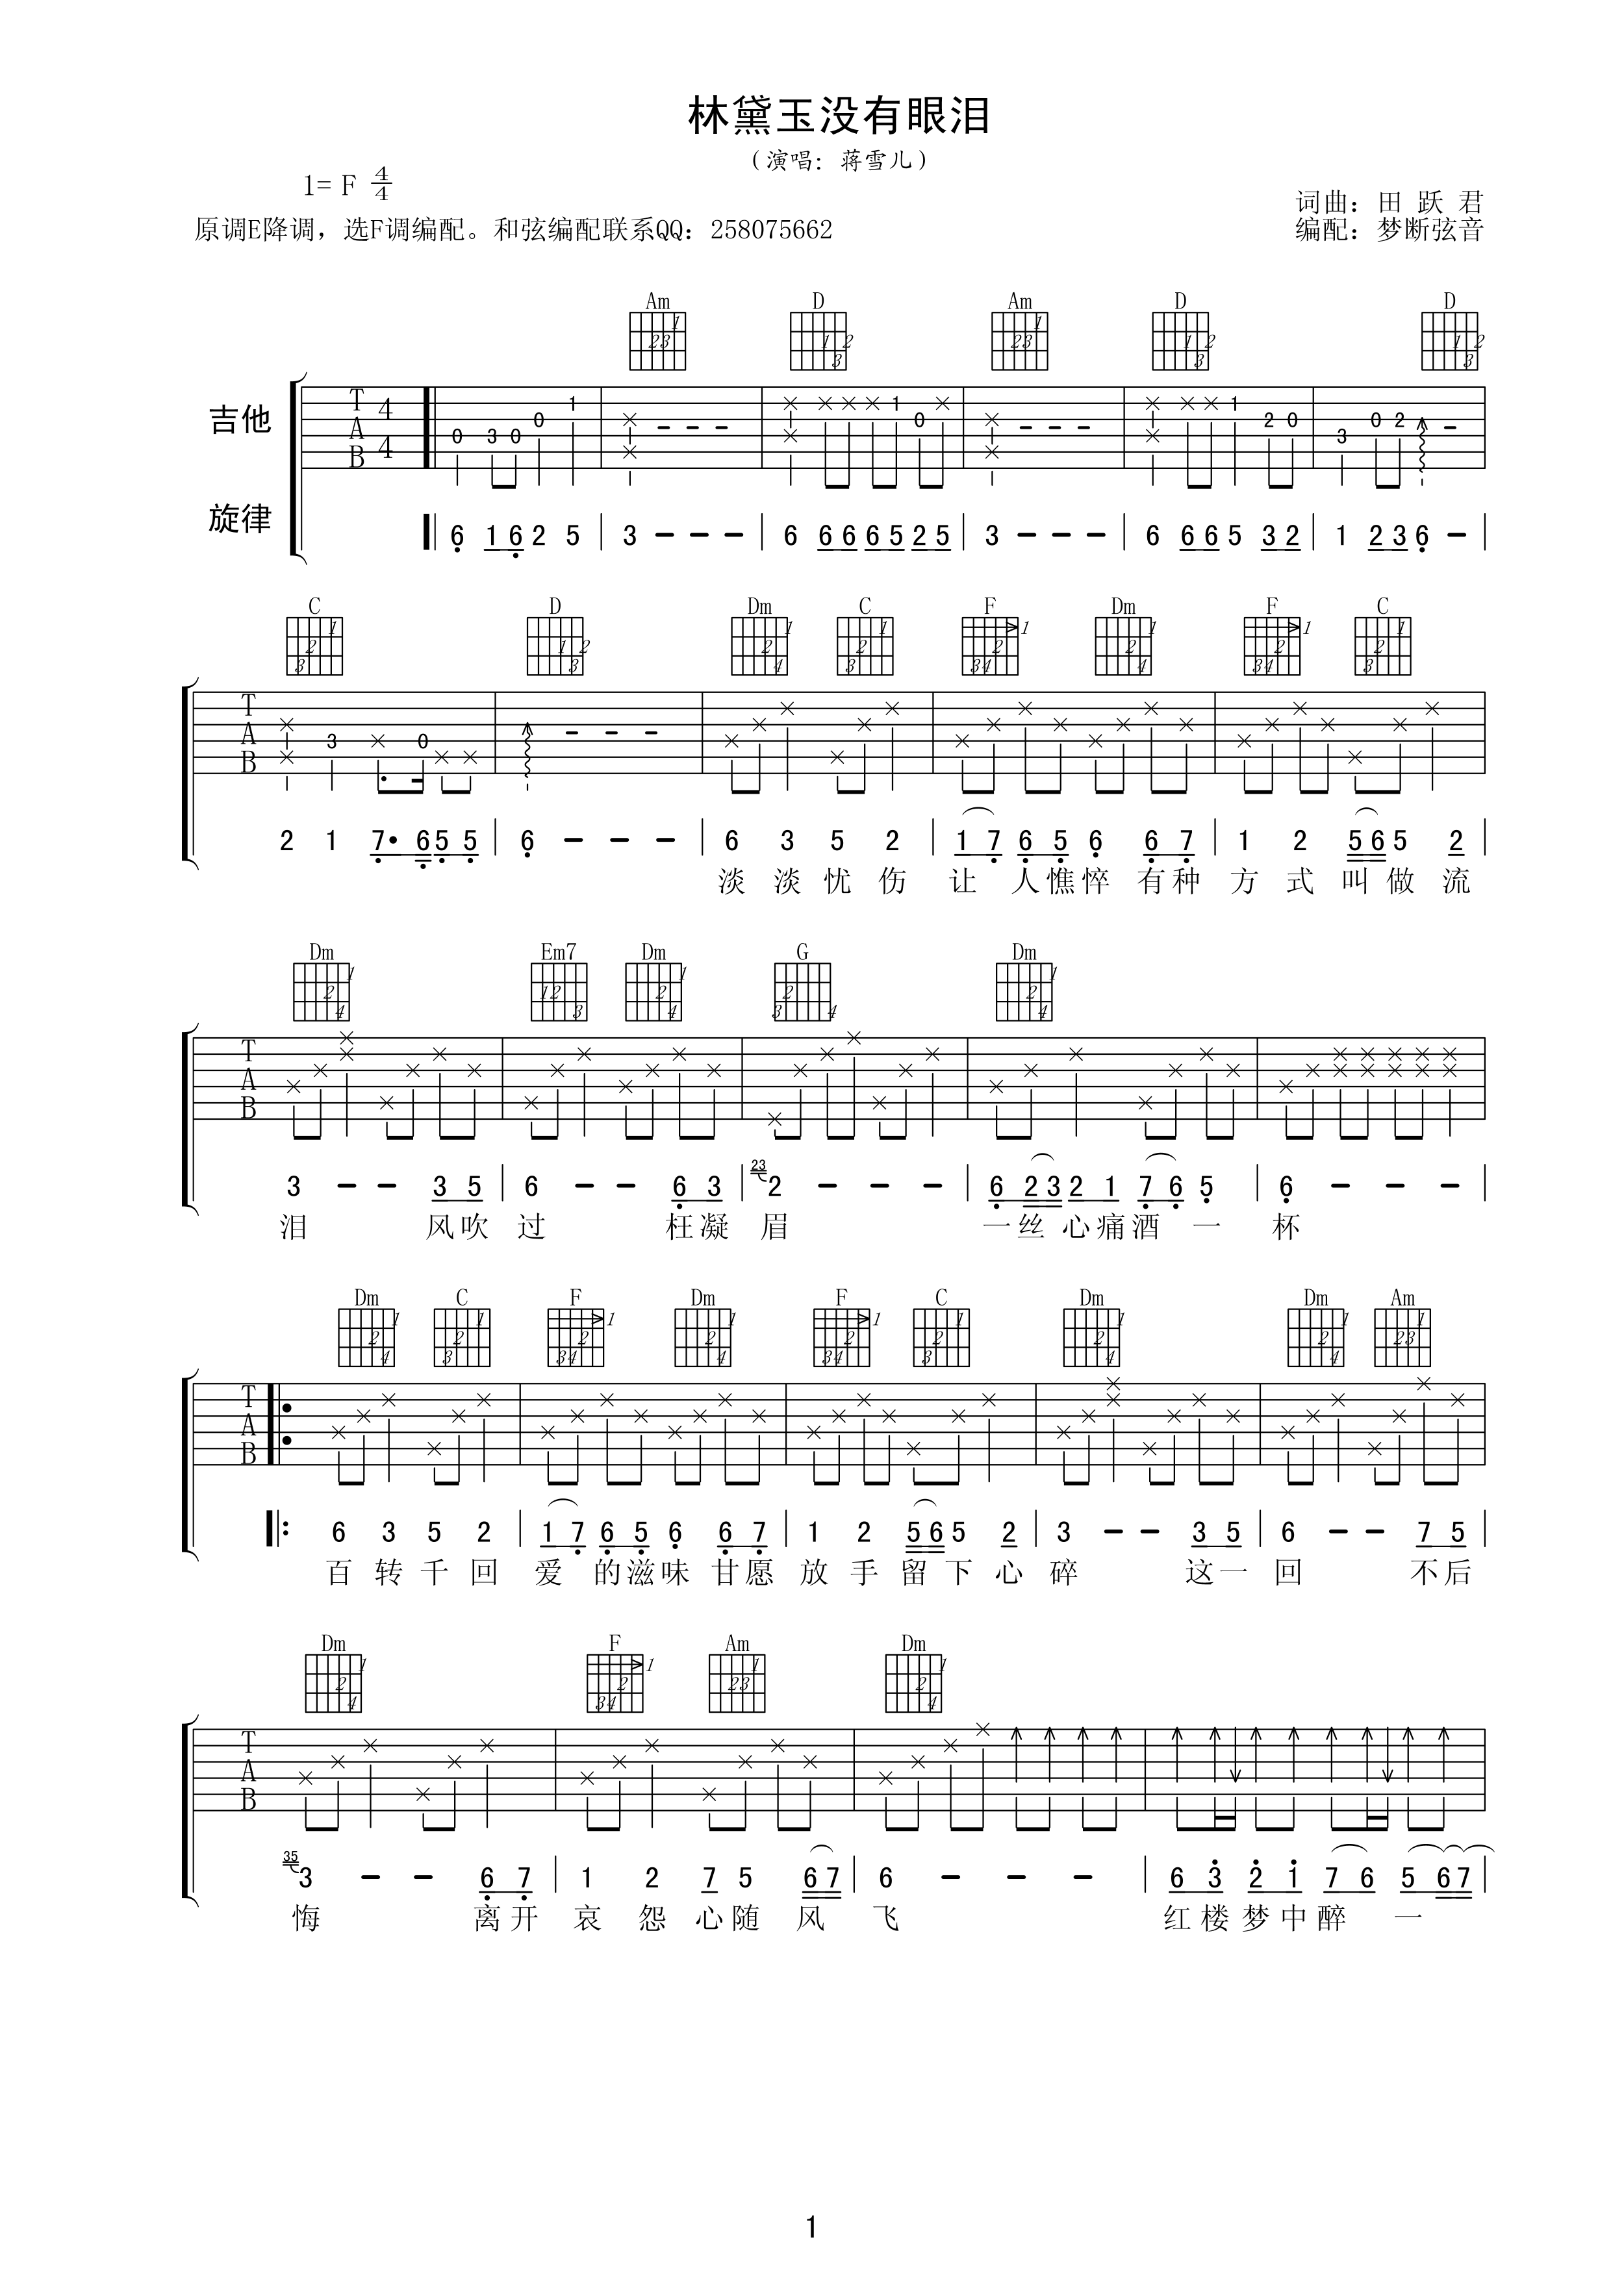 林黛玉没有眼泪
（演唱：蒋雪儿）
1= F 4/4
词曲：田 跃 君
原调E降调，选F调编配。和弦编配联系QQ：258075662
编配：梦断弦音
Am D Am D D
吉他 T A B 4 4 0 3 0 0 1 1 0 1 2 0 3 0 2
旋律 6 1 6 2 5 | 3 - - - | 6 6 6 6 5 2 5 | 3 - - - | 6 6 6 5 3 2 | 1 2 3 6 - |
C D Dm C F Dm F C
T A B 3 0
2 1 7· 6 5 5 | 6 - - - | 6 3 5 2 | 1 7 6 5 6 6 7 | 1 2 5 6 5 2 |
淡 淡 忧 伤 让 人 憔 悴 有 种 方 式 叫 做 流
Dm Em7 Dm G Dm
T A B
3 - - 3 5 | 6 - - 6 3 | 23 2 - - - | 6 2 3 2 1 7 6 5 | 6 - - - |
泪 风 吹 过 枉 凝 眉 一 丝 心 痛 酒 一 杯
Dm C F Dm F C Dm Dm Am
T A B
6 3 5 2 | 1 7 6 5 6 6 7 | 1 2 5 6 5 2 | 3 - - 3 5 | 6 - - 7 5 |
百 转 千 回 爱 的 滋 味 甘 愿 放 手 留 下 心 碎 这 一 回 不 后
Dm F Am Dm
T A B
35 3 - - 6 7 | 1 2 7 5 6 7 | 6 - - - | 6 3 2 1 7 6 5 6 7 |
悔 离 开 哀 怨 心 随 风 飞 红 楼 梦 中 醉 一
1